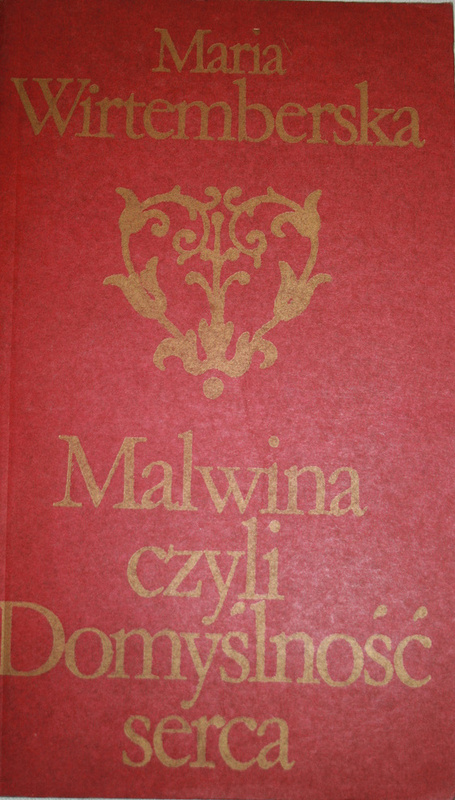 Maria
Wirtemberska
Malwina
czyli
Domyślność
serca